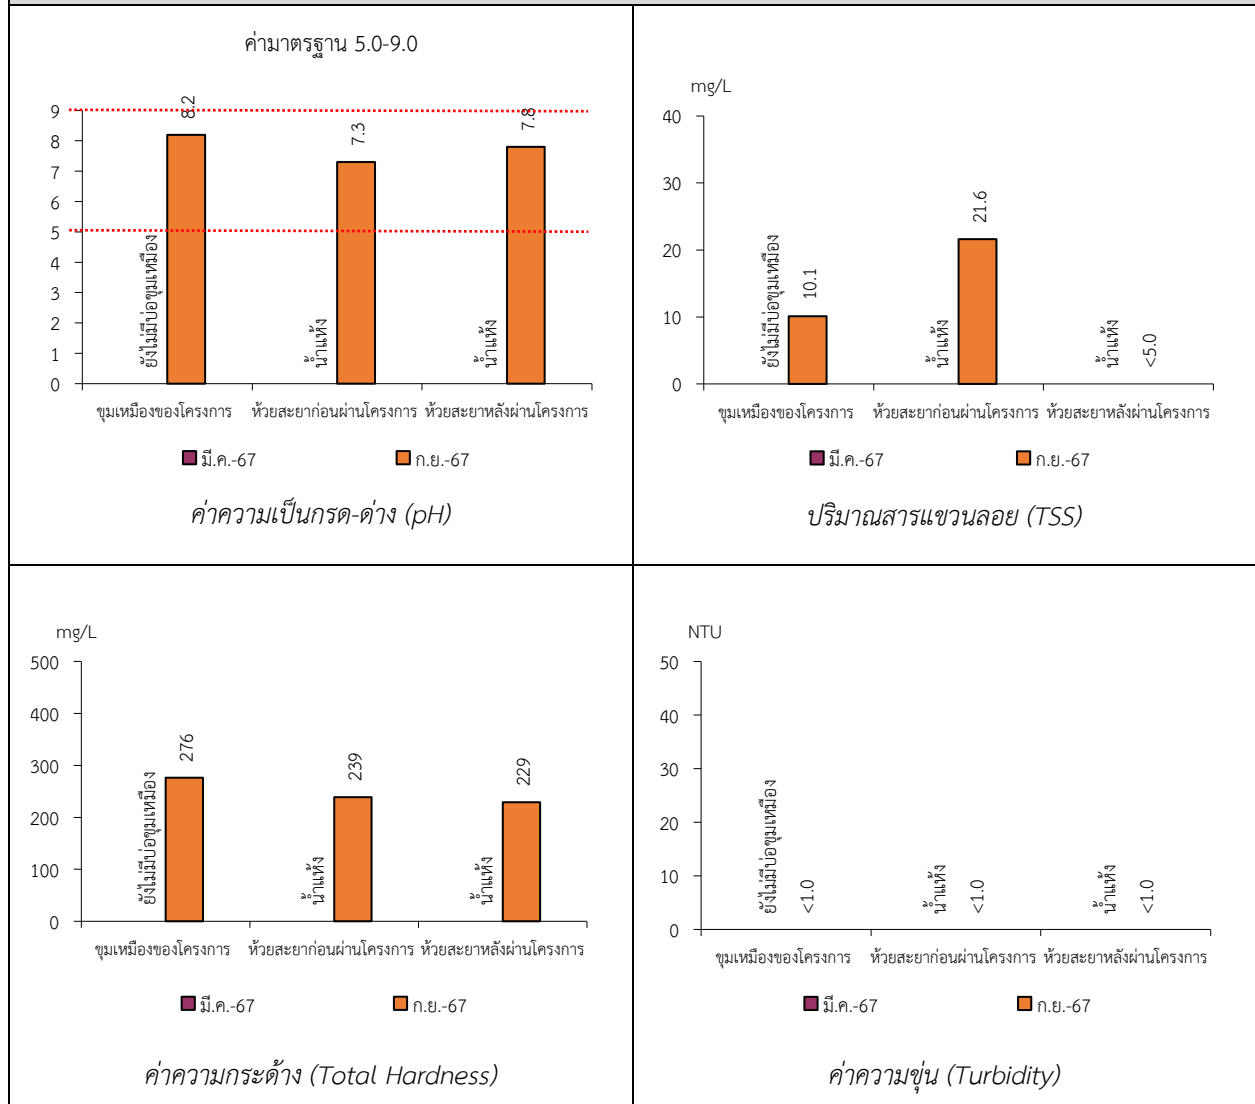 ค่ามาตรฐาน 5.0-9.0
9
8
7
6
5
4
3
2
1
0
ยังไม่มีบ่อขุมเหมือง
8.2
น้ำแห้ง
7.3
น้ำแห้ง
7.8
ขุมเหมืองของโครงการ ห้วยสะยาก่อนผ่านโครงการ ห้วยสะยาหลังผ่านโครงการ
มี.ค.-67 ก.ย.-67
ค่าความเป็นกรด-ด่าง (pH)
mg/L
40
30
20
10
0
ยังไม่มีบ่อขุมเหมือง
10.1
น้ำแห้ง
21.6
น้ำแห้ง
<5.0
ขุมเหมืองของโครงการ ห้วยสะยาก่อนผ่านโครงการ ห้วยสะยาหลังผ่านโครงการ
มี.ค.-67 ก.ย.-67
ปริมาณสารแขวนลอย (TSS)
mg/L
500
400
300
200
100
0
ยังไม่มีบ่อขุมเหมือง
276
น้ำแห้ง
239
น้ำแห้ง
229
ขุมเหมืองของโครงการ ห้วยสะยาก่อนผ่านโครงการ ห้วยสะยาหลังผ่านโครงการ
มี.ค.-67 ก.ย.-67
ค่าความกระด้าง (Total Hardness)
NTU
50
40
30
20
10
0
ยังไม่มีบ่อขุมเหมือง
<1.0
น้ำแห้ง
<1.0
น้ำแห้ง
<1.0
ขุมเหมืองของโครงการ ห้วยสะยาก่อนผ่านโครงการ ห้วยสะยาหลังผ่านโครงการ
มี.ค.-67 ก.ย.-67
ค่าความขุ่น (Turbidity)